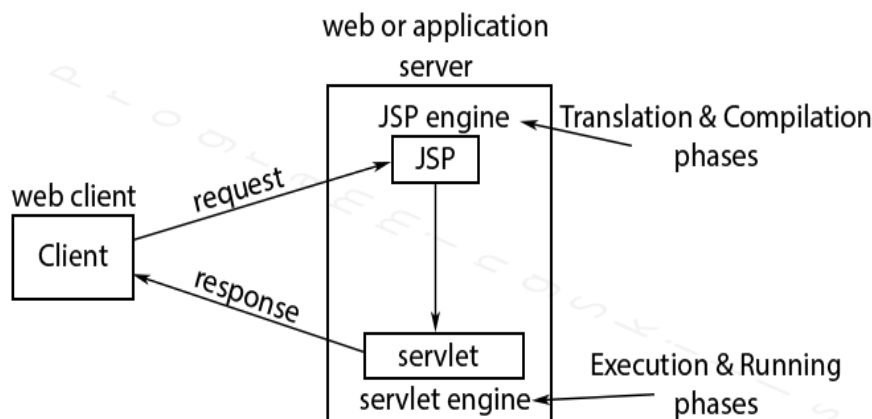 web or application
server
JSP engine
Translation & Compilation
phases
JSP
request
web client
Client
response
servlet
servlet engine
Execution & Running
phases